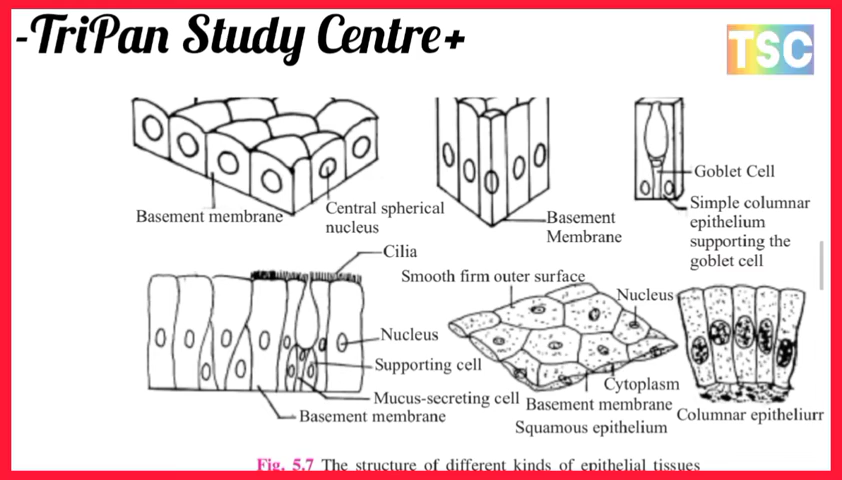 -TriPan Study Centre+
TSC
Basement membrane
Central spherical
nucleus
Basement
Membrane
Goblet Cell
Simple columnar
epithelium
supporting the
goblet cell
Cilia
Nucleus
Supporting cell
Mucus-secreting cell
Basement membrane
Smooth firm outer surface
Nucleus
Cytoplasm
Basement membrane
Squamous epithelium
Columnar epitheliurr
Fig. 5.7 The structure of different kinds of epithelial tissues